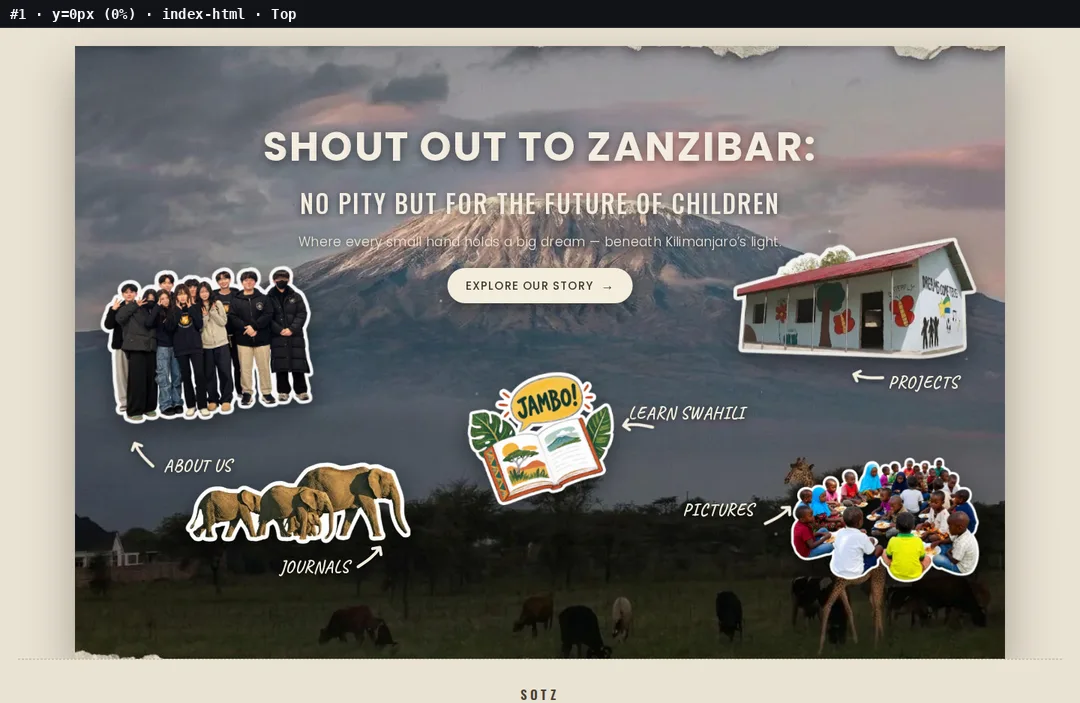 #1 · y=0px (0%) · index-html · Top
SHOUT OUT TO ZANZIBAR:
NO PITY BUT FOR THE FUTURE OF CHILDREN
Where every small hand holds a big dream — beneath Kilimanjaro's light.
EXPLORE OUR STORY →
PROJECTS
JAMBO!
LEARN SWAHILI
ABOUT US
PICTURES
JOURNALS
SOTZ